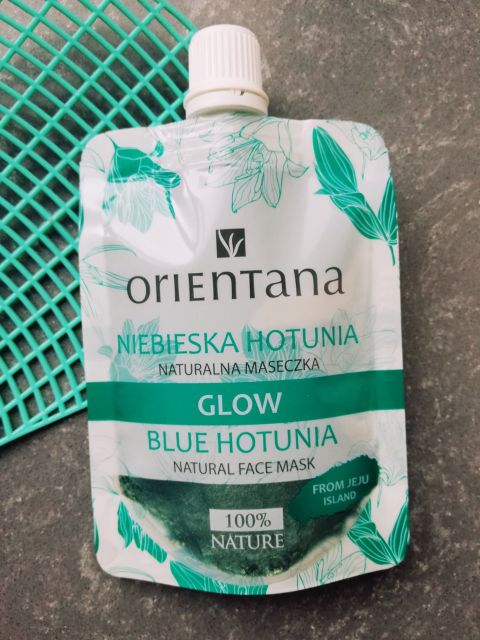 ORIENTANA
NIEBIESKA HOTUNIA
NATURALNA MASECZKA
GLOW
BLUE HOTUNIA
NATURAL FACE MASK
FROM JEJU
ISLAND
100%
NATURE